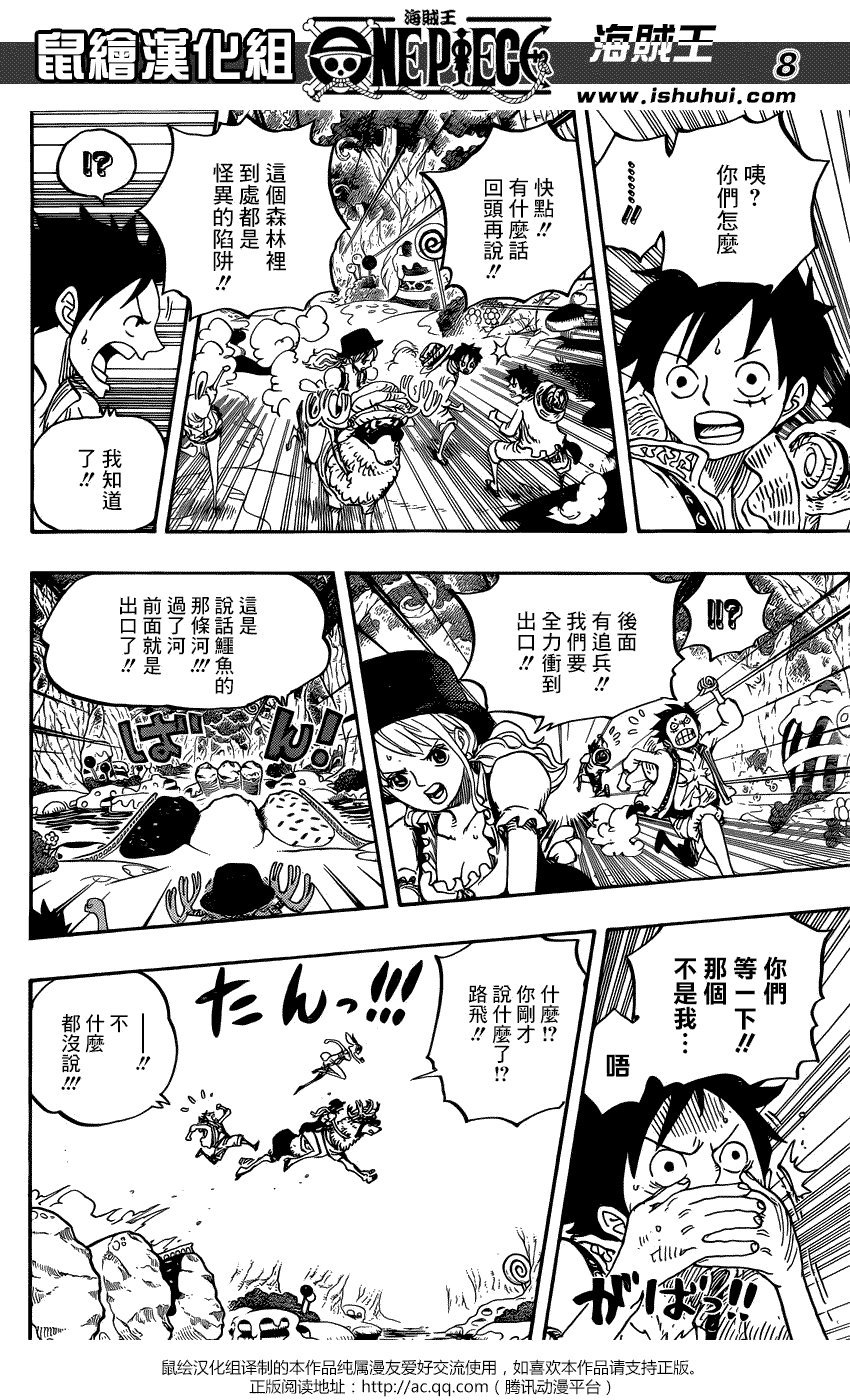 鼠繪漢化組
海賊王
ONE PIECE
海賊王
8
www.ishuhui.com
咦?
你們怎麼
……!!
快點!!
有什麼話
回頭再說!!
這個森林裡
到處都是
怪異的陷阱!!
!?
我知道
了!!
!!?
後面
有追兵!!
我們要
全力衝到
出口!!
這是
說話鱷魚的
那條河!!!
過了河
前面就是
出口了!!
ばん!
你們
等一下!!
那個
不是我…
唔
がばっ!!
什麼!?
你剛才
說什麼了!?
路飛!!
たんっ!!!
—!!
不
什麼
都沒說!!!
鼠绘汉化组译制的本作品纯属漫友爱好交流使用，如喜欢本作品请支持正版。
正版阅读地址：http://ac.qq.com（腾讯动漫平台）